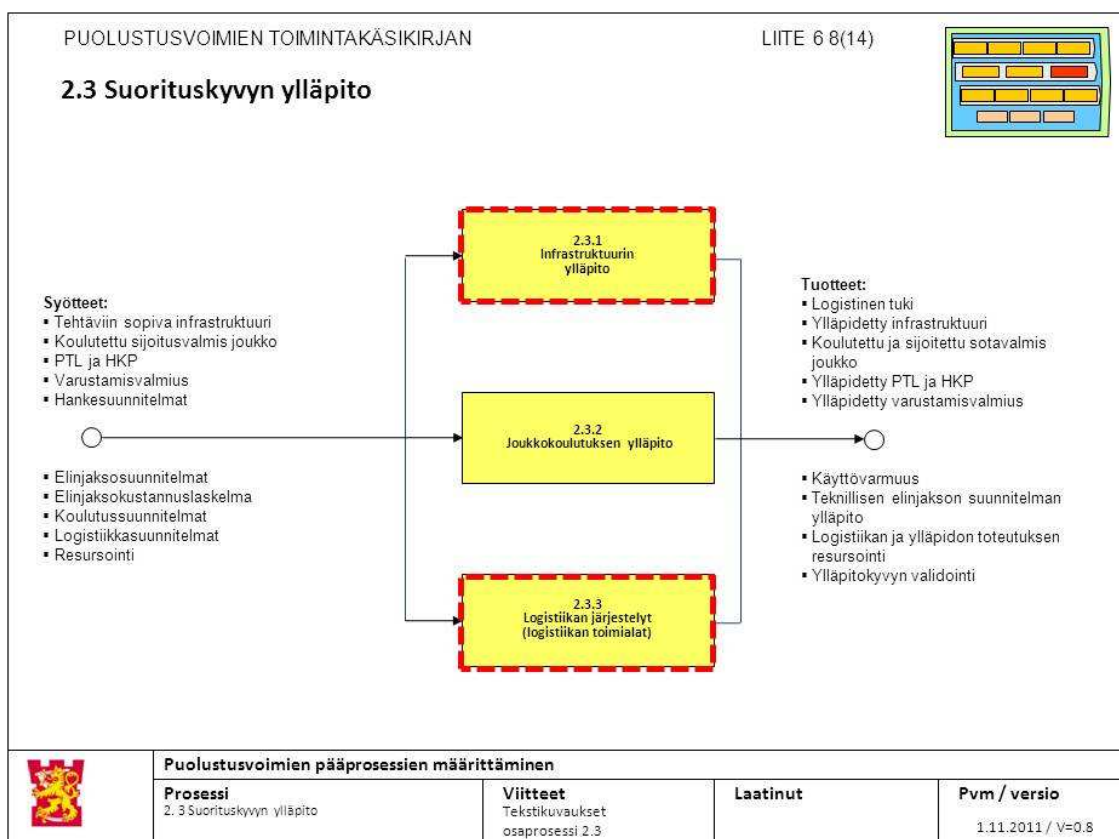 PUOLUSTUSVOIMIEN TOIMINTAKÄSIKIRJAN
LIITE 6 8(14)
2.3 Suorituskyvyn ylläpito
2.3.1
Infrastruktuurin
ylläpito
Syötteet:
▪ Tehtäviin sopiva infrastruktuuri
▪ Koulutettu sijoitusvalmis joukko
▪ PTL ja HKP
▪ Varustamisvalmius
▪ Hankesuunnitelmat
▪ Elinjaksosuunnitelmat
▪ Elinjaksokustannuslaskelma
▪ Koulutussuunnitelmat
▪ Logistiikkasuunnitelmat
▪ Resursointi
2.3.2
Joukkokoulutuksen ylläpito
2.3.3
Logistiikan järjestelyt
(logistiikan toimialat)
Tuotteet:
▪ Logistinen tuki
▪ Ylläpidetty infrastruktuuri
▪ Koulutettu ja sijoitettu sotavalmis
joukko
▪ Ylläpidetty PTL ja HKP
▪ Ylläpidetty varustamisvalmius
▪ Käyttövarmuus
▪ Teknillisen elinjakson suunnitelman
ylläpito
▪ Logistiikan ja ylläpidon toteutuksen
resursointi
▪ Ylläpitokyvyn validointi
Puolustusvoimien pääprosessien määrittäminen
Prosessi
2. 3 Suorituskyvyn ylläpito
Viitteet
Tekstikuvaukset
osaprosessi 2.3
Laatinut
Pvm / versio
1.11.2011 / V=0.8